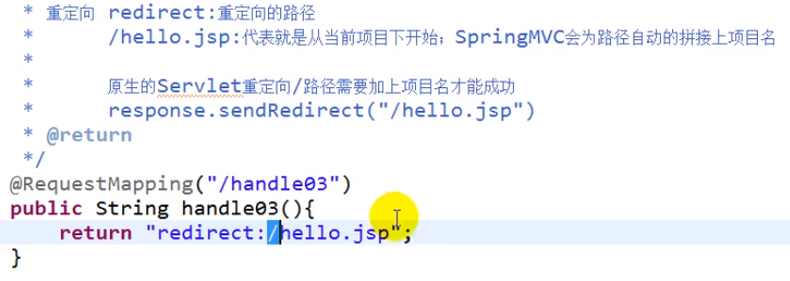 * 重定向 redirect:重定向的路径
* /hello.jsp:代表就是从当前项目下开始；SpringMVC会为路径自动的拼接上项目名
*
* 原生的Servlet重定向/路径需要加上项目名才能成功
* response.sendRedirect("/hello.jsp")
* @return
*/
@RequestMapping("/handle03")
public String handle03(){
return "redirect:/hello.jsp";
}